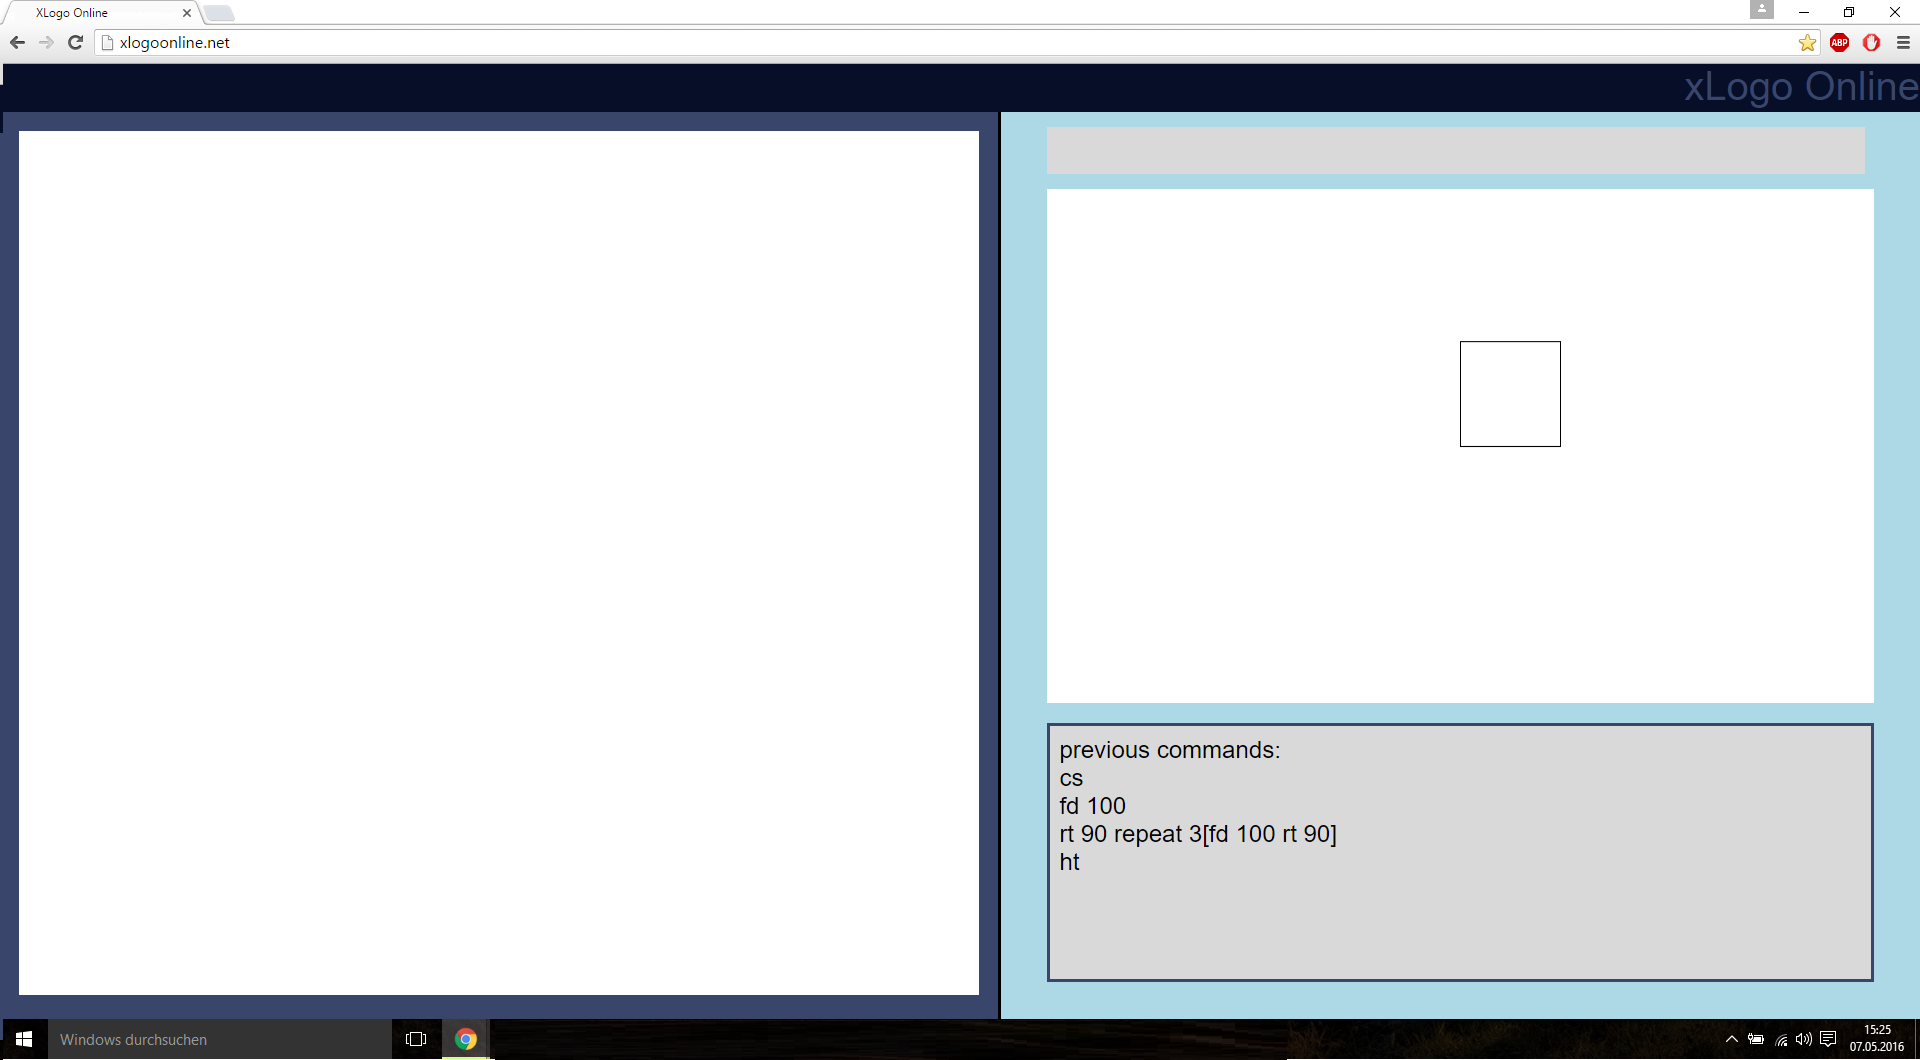 XLogo Online
xlogoonline.net
ABP
xLogo Online
previous commands:
cs
fd 100
rt 90 repeat 3[fd 100 rt 90]
ht
Windows durchsuchen
15:25
07.05.2016